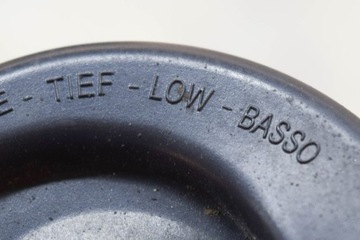 E - TIEF - LOW - BASSO